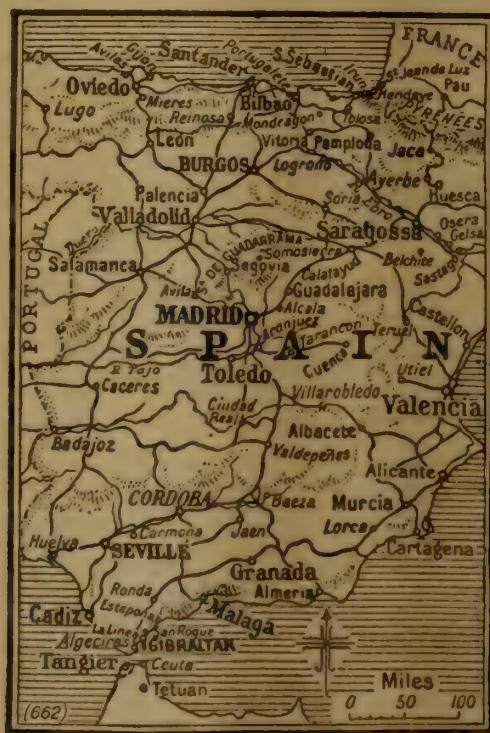 FRANCE
Gijon
Aviles
Santander
Portugalete
S. Sebastian
Irun
St. Jean de Luz
Hendaye
Pau
Oviedo
Bilbao
PYRENEES
Lugo
Mieres
Reinosa
Mondragon
Tolosa
León
Vitoria
Pamplona
Jaca
BURGOS
Logroño
Ayerbe
Huesca
Palencia
Soria
Ebro
Valladolid
Saragossa
Osera
Gelsa
Duero
S. DE GUADARRAMA
Somosierra
Segovia
Calatayud
Belchite
Sastago
Salamanca
Avila
Guadalajara
PORTUGAL
MADRID
Alcala
Castellon
Aranjuez
Tarancon
Teruel
SPAIN
Cuenca
R. Tajo
Toledo
Utiel
Caceres
Villarobledo
Valencia
Ciudad
Real
Badajoz
Albacete
Valdepeñas
Alicante
CORDOBA
Baeza
Murcia
Carmona
Jaen
Lorca
Huelva
SEVILLE
Cartagena
Granada
Ronda
Almeria
Cadiz
Estepona
Malaga
La Linea
San Roque
Algeciras
GIBRALTAR
Tangier
Ceuta
Tetuan
Miles
(662)
0 50 100